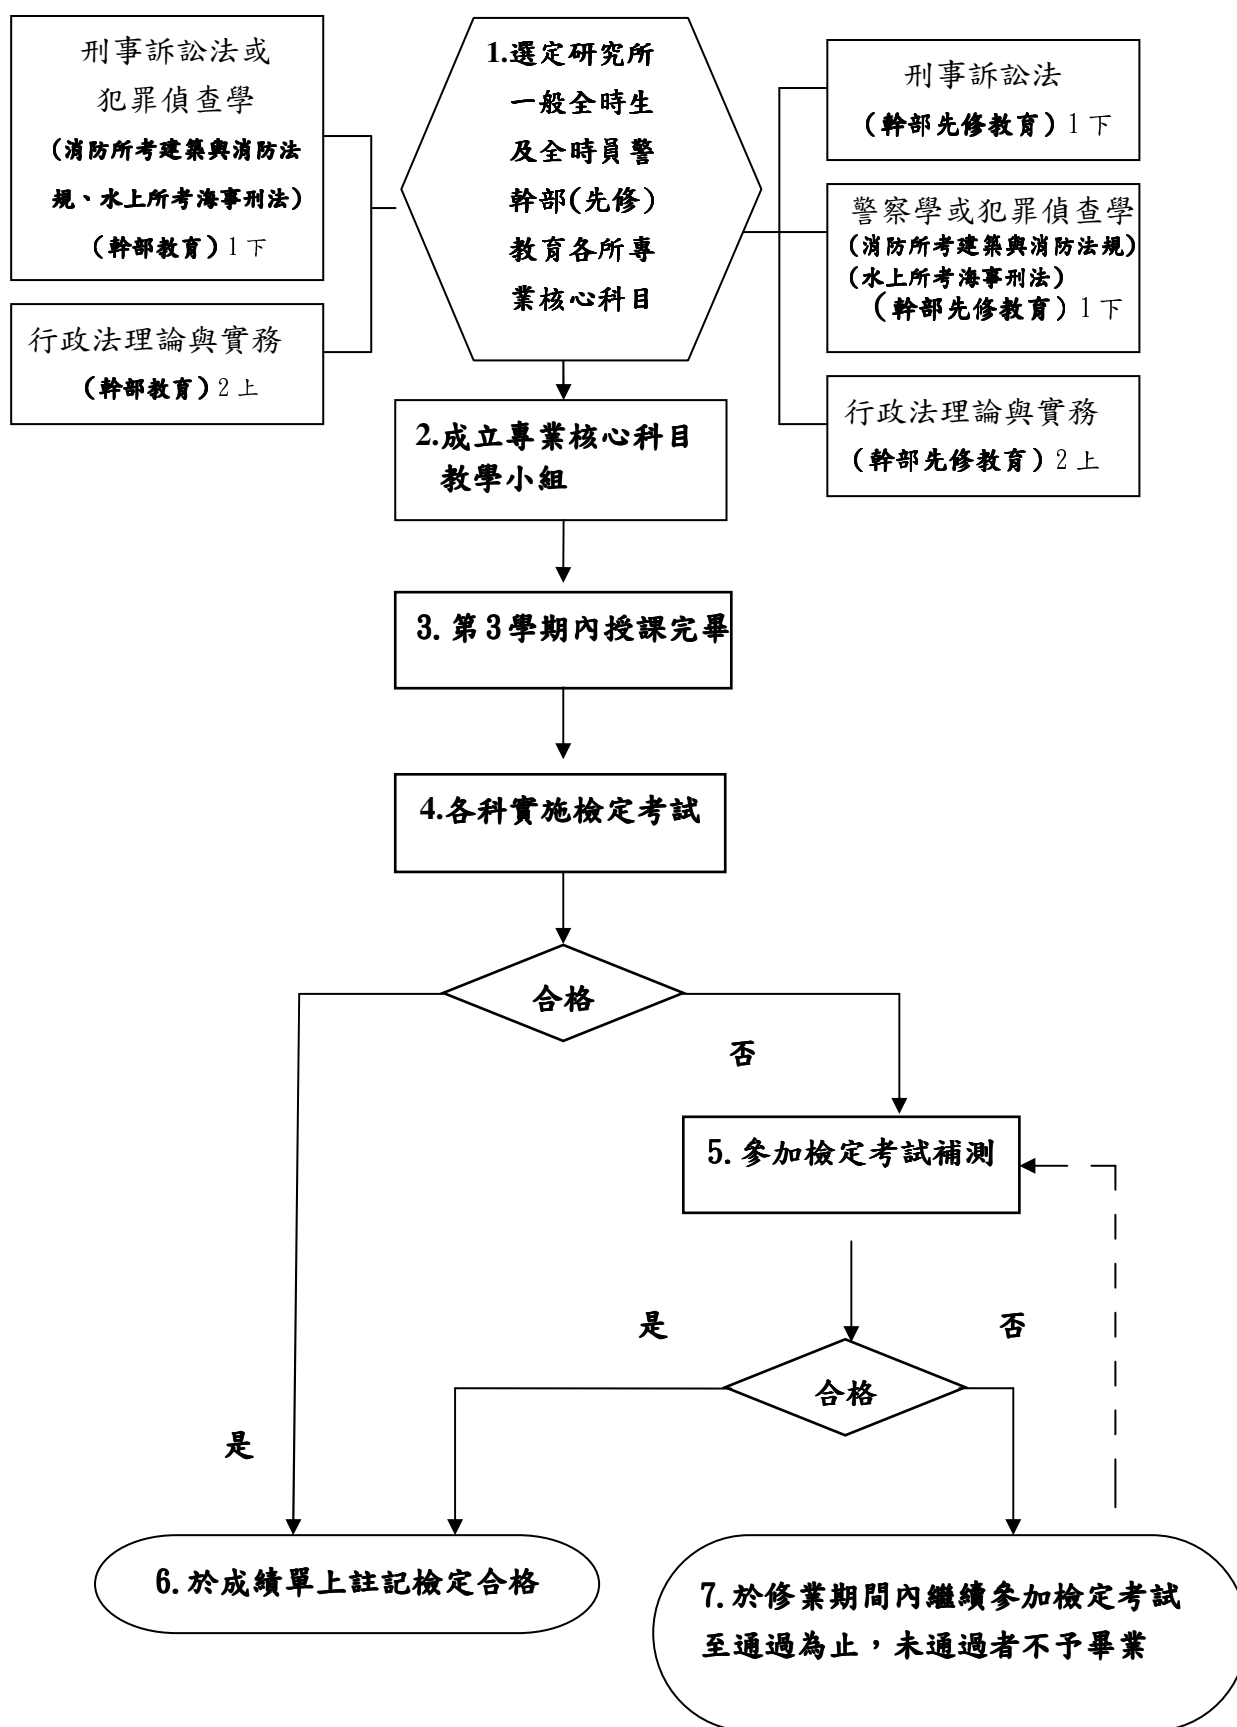 刑事訴訟法或
犯罪偵查學
(消防所考建築與消防法
規、水上所考海事刑法)
(幹部教育)1下
行政法理論與實務
(幹部教育)2上
1.選定研究所
一般全時生
及全時員警
幹部(先修)
教育各所專
業核心科目
刑事訴訟法
(幹部先修教育)1下
警察學或犯罪偵查學
(消防所考建築與消防法規)
(水上所考海事刑法)
(幹部先修教育)1下
行政法理論與實務
(幹部先修教育)2上
2.成立專業核心科目
教學小組
3.第3學期內授課完畢
4.各科實施檢定考試
合格
否
5.參加檢定考試補測
是
否
合格
是
6.於成績單上註記檢定合格
7.於修業期間內繼續參加檢定考試
至通過為止，未通過者不予畢業